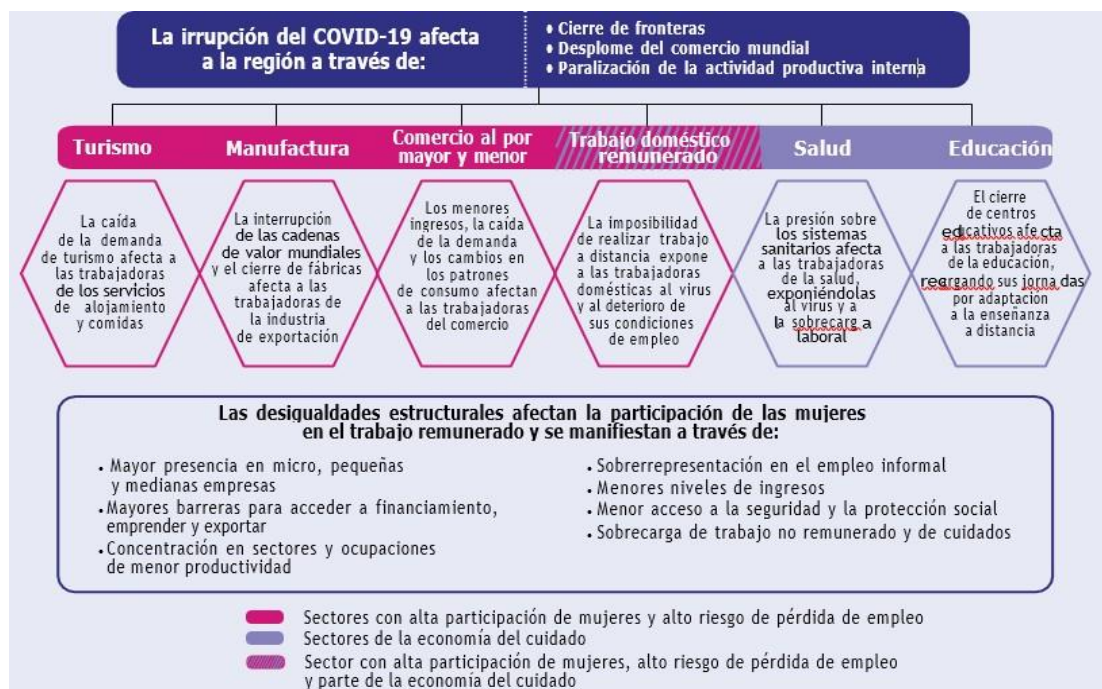 La irrupción del COVID-19 afecta
a la región a través de:
• Cierre de fronteras
• Desplome del comercio mundial
• Paralización de la actividad productiva interna
Turismo
Manufactura
Comercio al por
mayor y menor
Trabajo doméstico
remunerado
Salud
Educación
La caída
de la demanda
de turismo afecta a
las trabajadoras
de los servicios
de alojamiento
y comidas
La interrupción
de las cadenas
de valor mundiales
y el cierre de fábricas
afecta a las
trabajadoras de
la industria
de exportación
Los menores
ingresos, la caída
de la demanda
y los cambios en
los patrones
de consumo afectan
a las trabajadoras
del comercio
La imposibilidad
de realizar trabajo
a distancia expone
a las trabajadoras
domésticas al virus
y al deterioro de
sus condiciones
de empleo
La presión sobre
los sistemas
sanitarios afecta
a las trabajadoras
de la salud,
exponiéndolas
al virus y a
la sobrecarg a
laboral
El cierre
de centros
educativos afe cta
a las trabajadoras
de la educación,
recargando sus jorna das
por adaptación
a la enseñanza
a distancia
Las desigualdades estructurales afectan la participación de las mujeres
en el trabajo remunerado y se manifiestan a través de:
• Mayor presencia en micro, pequeñas
y medianas empresas
• Mayores barreras para acceder a financiamiento,
emprender y exportar
• Concentración en sectores y ocupaciones
de menor productividad
• Sobrerrepresentación en el empleo informal
• Menores niveles de ingresos
• Menor acceso a la seguridad y la protección social
• Sobrecarga de trabajo no remunerado y de cuidados
Sectores con alta participación de mujeres y alto riesgo de pérdida de empleo
Sectores de la economía del cuidado
Sector con alta participación de mujeres, alto riesgo de pérdida de empleo
y parte de la economía del cuidado